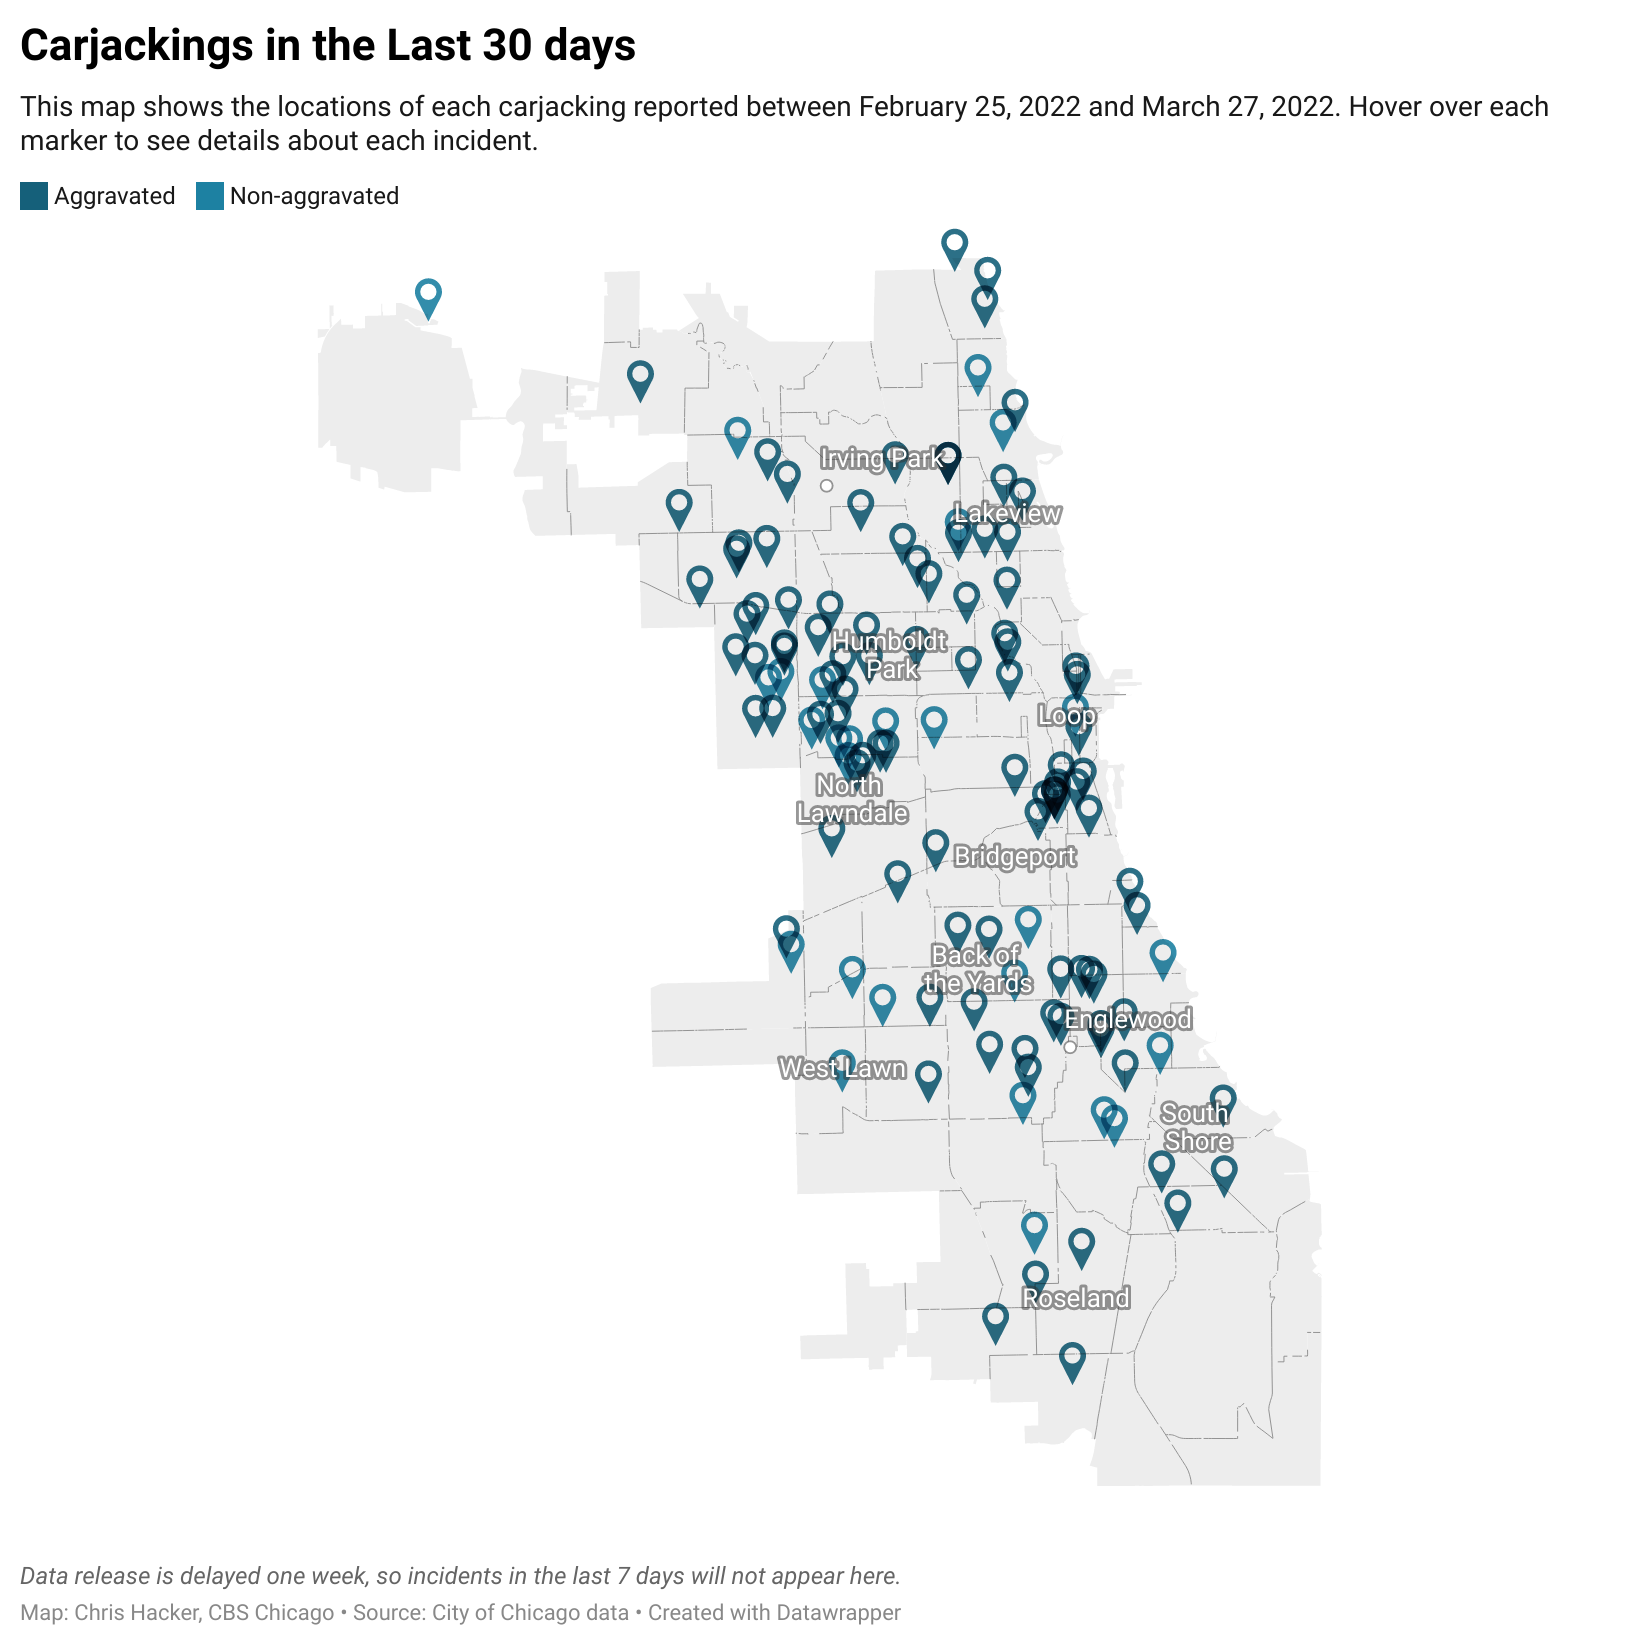 Carjackings in the Last 30 days
This map shows the locations of each carjacking reported between February 25, 2022 and March 27, 2022. Hover over each
marker to see details about each incident.
Aggravated Non-aggravated
Irving Park
Lakeview
Humboldt
Park
Loop
North
Lawndale
Bridgeport
Back of
the Yards
Englewood
West Lawn
South
Shore
Roseland
Data release is delayed one week, so incidents in the last 7 days will not appear here.
Map: Chris Hacker, CBS Chicago • Source: City of Chicago data • Created with Datawrapper